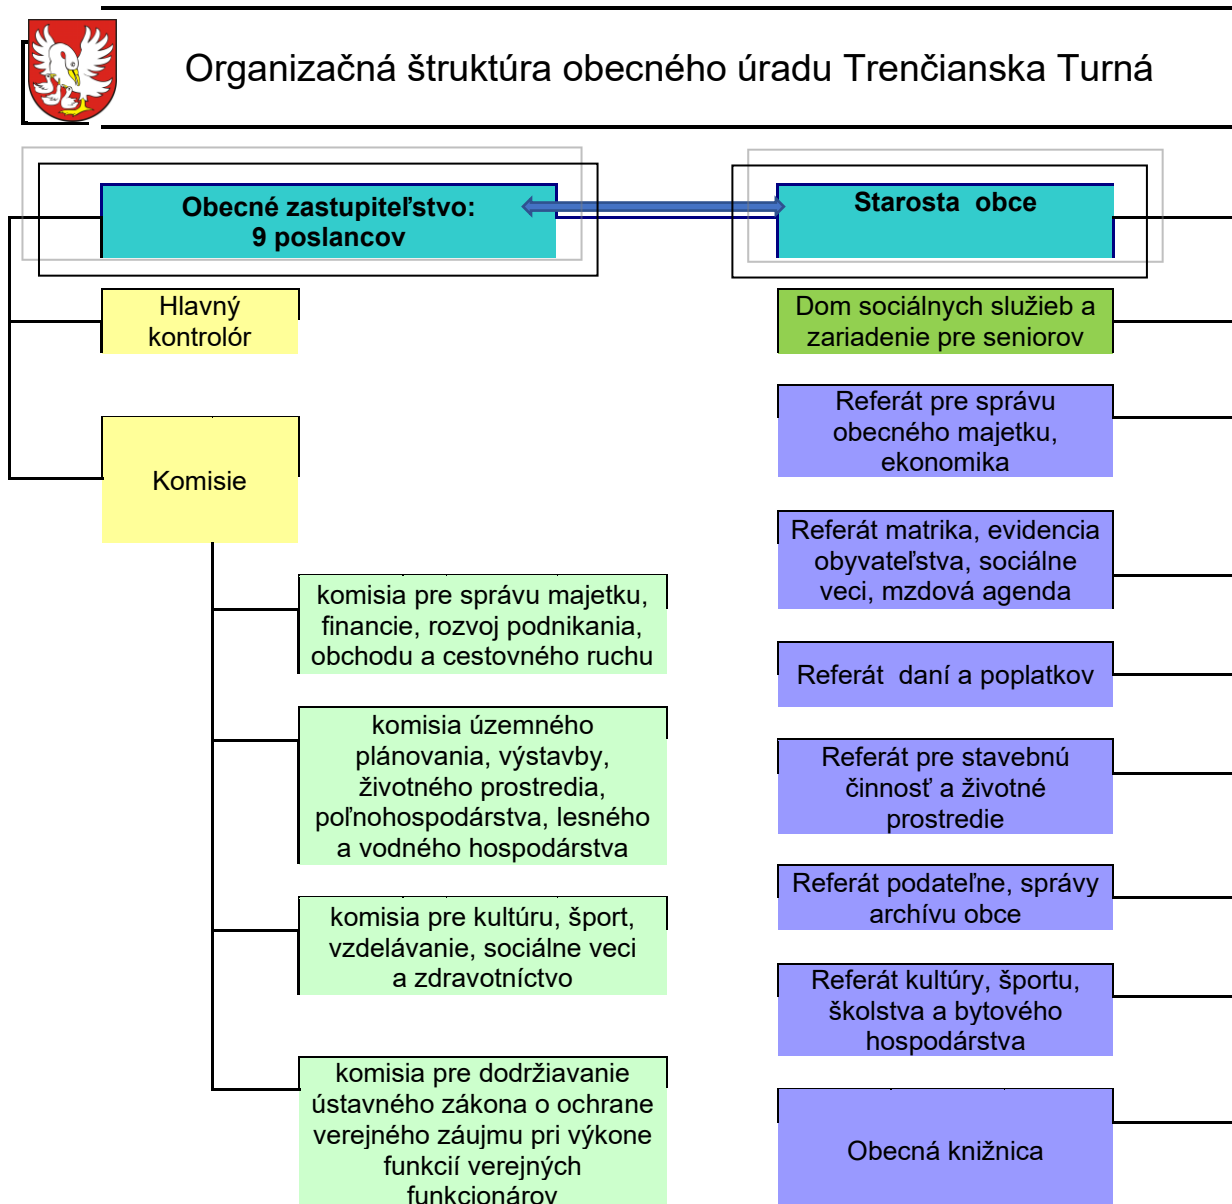 Organizačná štruktúra obecného úradu Trenčianska Turná
Obecné zastupiteľstvo:
9 poslancov
Starosta  obce
Hlavný
kontrolór
Komisie
komisia pre správu majetku,
financie, rozvoj podnikania,
obchodu a cestovného ruchu
komisia územného
plánovania, výstavby,
životného prostredia,
poľnohospodárstva, lesného
a vodného hospodárstva
komisia pre kultúru, šport,
vzdelávanie, sociálne veci
a zdravotníctvo
komisia pre dodržiavanie
ústavného zákona o ochrane
verejného záujmu pri výkone
funkcií verejných
funkcionárov
Dom sociálnych služieb a
zariadenie pre seniorov
Referát pre správu
obecného majetku,
ekonomika
Referát matrika, evidencia
obyvateľstva, sociálne
veci, mzdová agenda
Referát  daní a poplatkov
Referát pre stavebnú
činnosť a životné
prostredie
Referát podateľne, správy
archívu obce
Referát kultúry, športu,
školstva a bytového
hospodárstva
Obecná knižnica